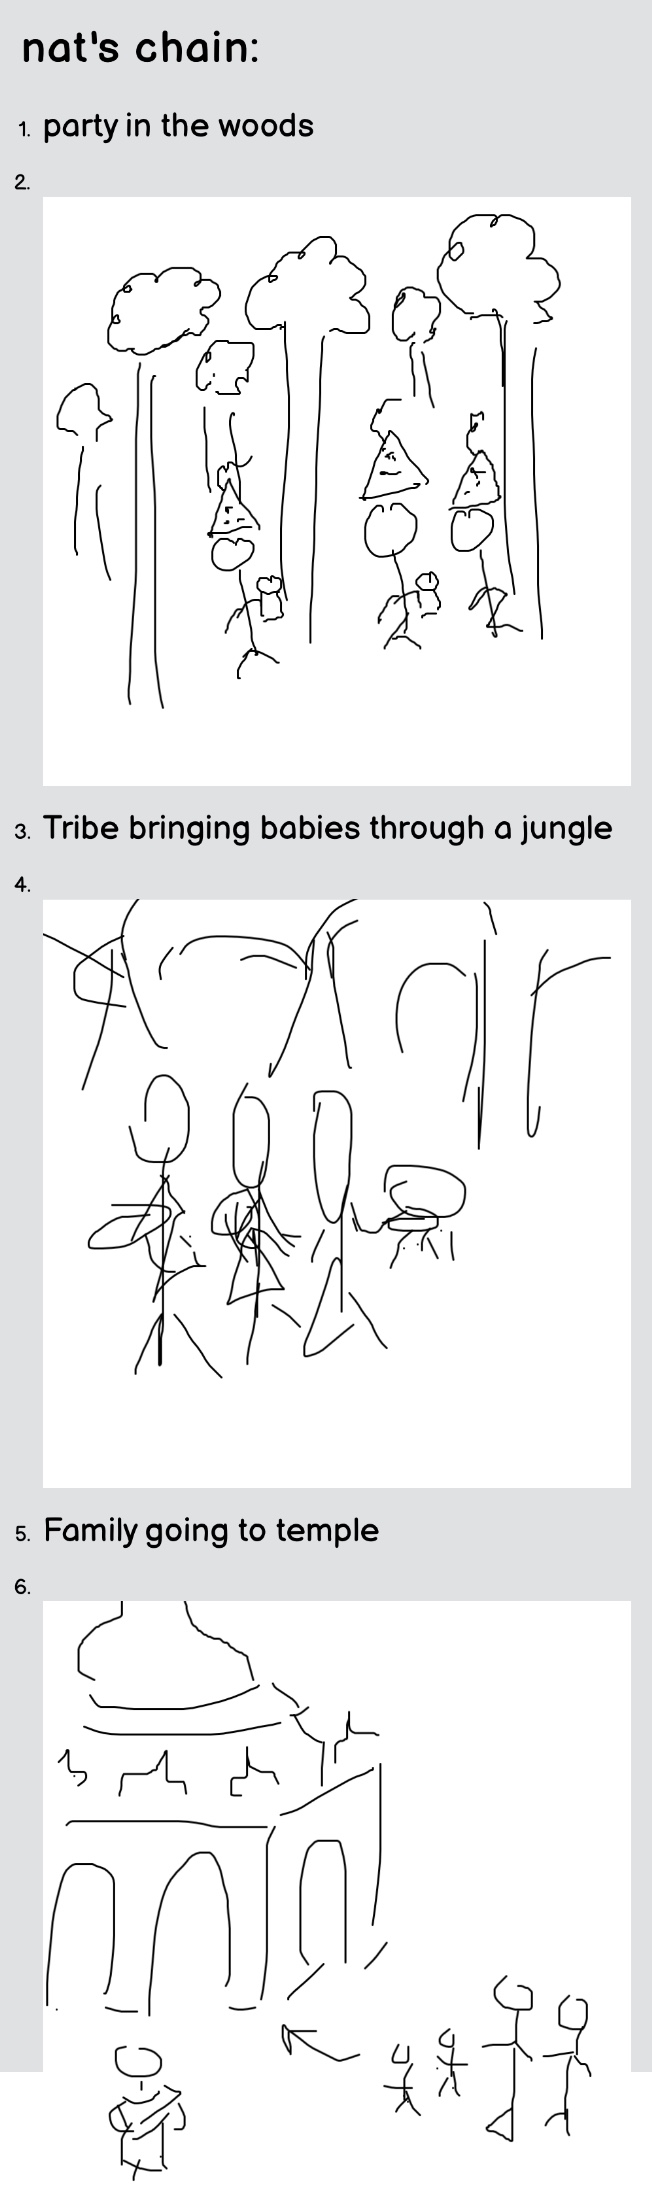 nat's chain:
1. party in the woods
2.
3. Tribe bringing babies through a jungle
4.
5. Family going to temple
6.